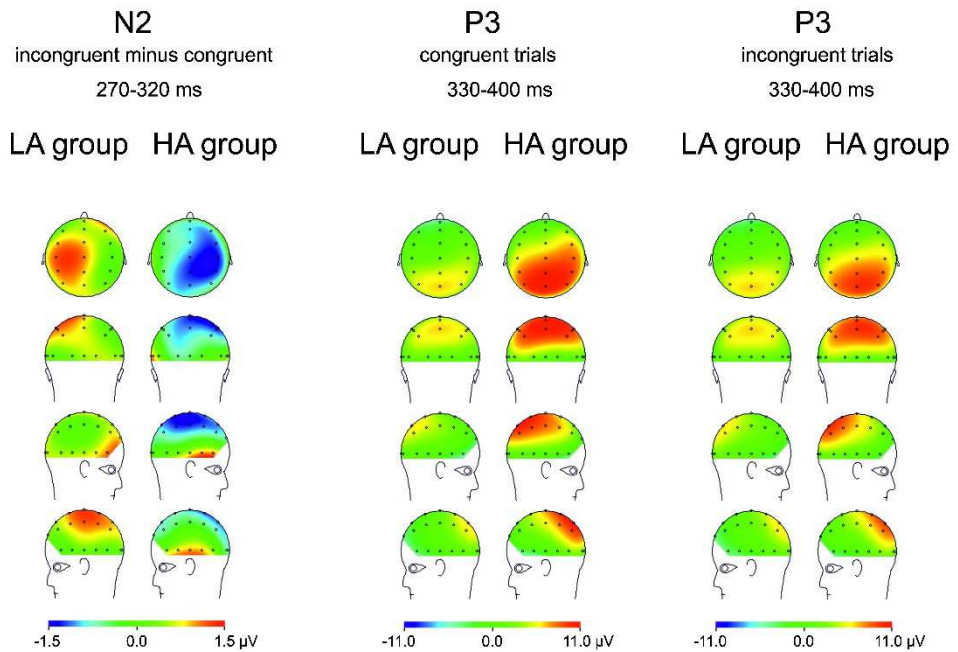 N2
incongruent minus congruent
270-320 ms
LA group HA group
-1.5 0.0 1.5 µV
P3
congruent trials
330-400 ms
LA group HA group
-11.0 0.0 11.0 µV
P3
incongruent trials
330-400 ms
LA group HA group
-11.0 0.0 11.0 µV